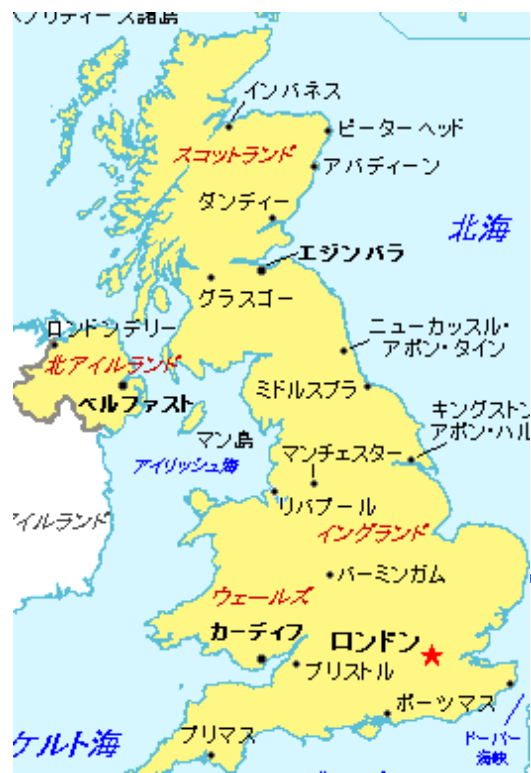 ヘブリディーズ諸島
インバネス
ピーターヘッド
スコットランド
アバディーン
ダンディー
北海
エジンバラ
グラスゴー
ロンドンデリー
ニューカッスル・
アポン・タイン
北アイルランド
ベルファスト
ミドルスブラ
キングストン
アポン・ハル
マン島
マンチェスター
アイリッシュ海
リバプール
アイルランド
イングランド
バーミンガム
ウェールズ
カーディフ
ロンドン
ブリストル
ポーツマス
プリマス
ケルト海
ドーバー
海峡